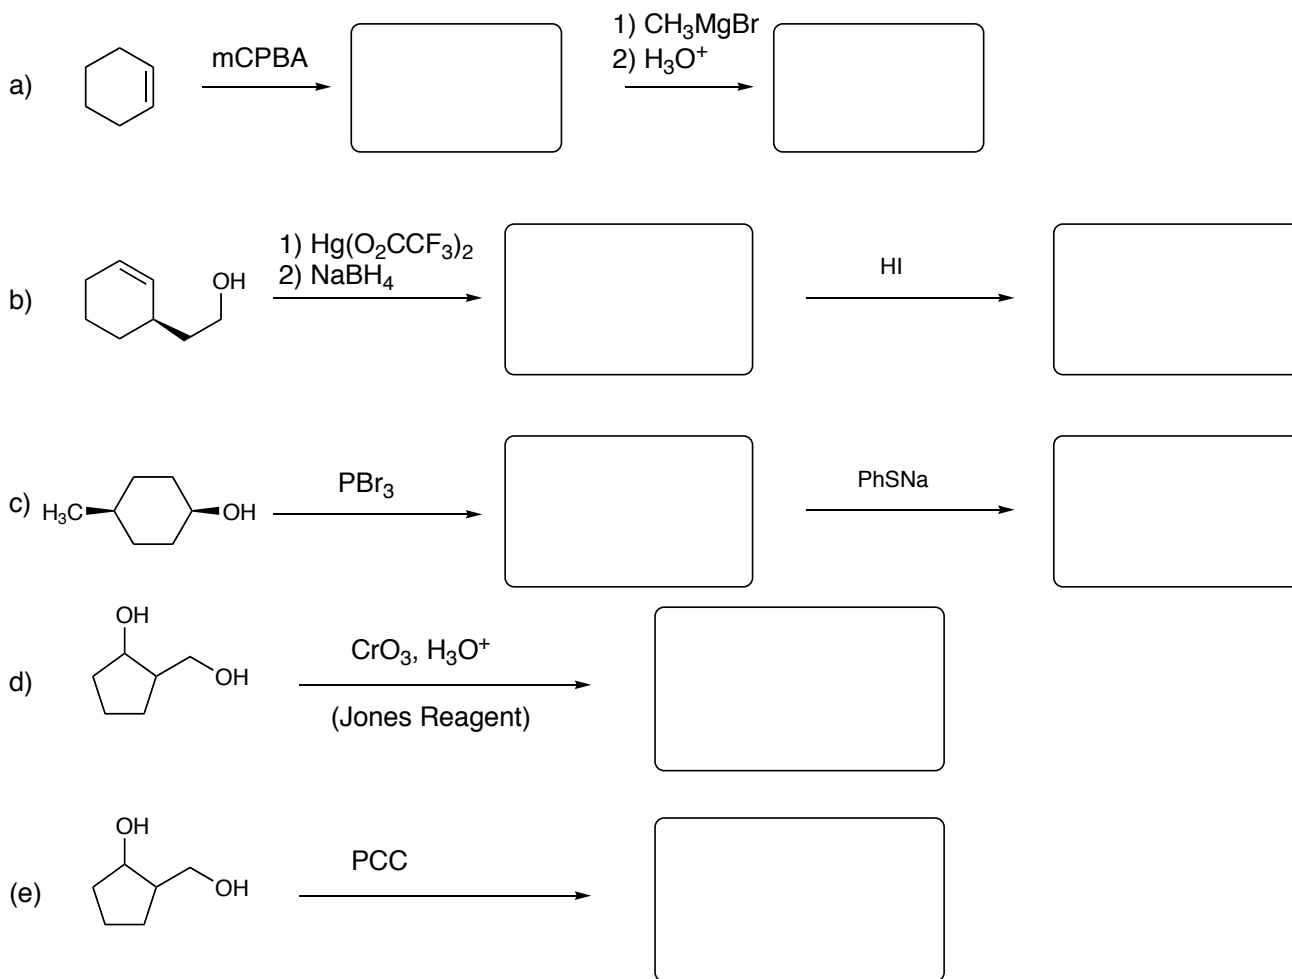 a)
mCPBA
1) CH₃MgBr
2) H₃O⁺
b)
OH
1) Hg(O₂CCF₃)₂
2) NaBH₄
HI
c)
H₃C
OH
PBr₃
PhSNa
d)
OH
OH
CrO₃, H₃O⁺
(Jones Reagent)
(e)
OH
OH
PCC